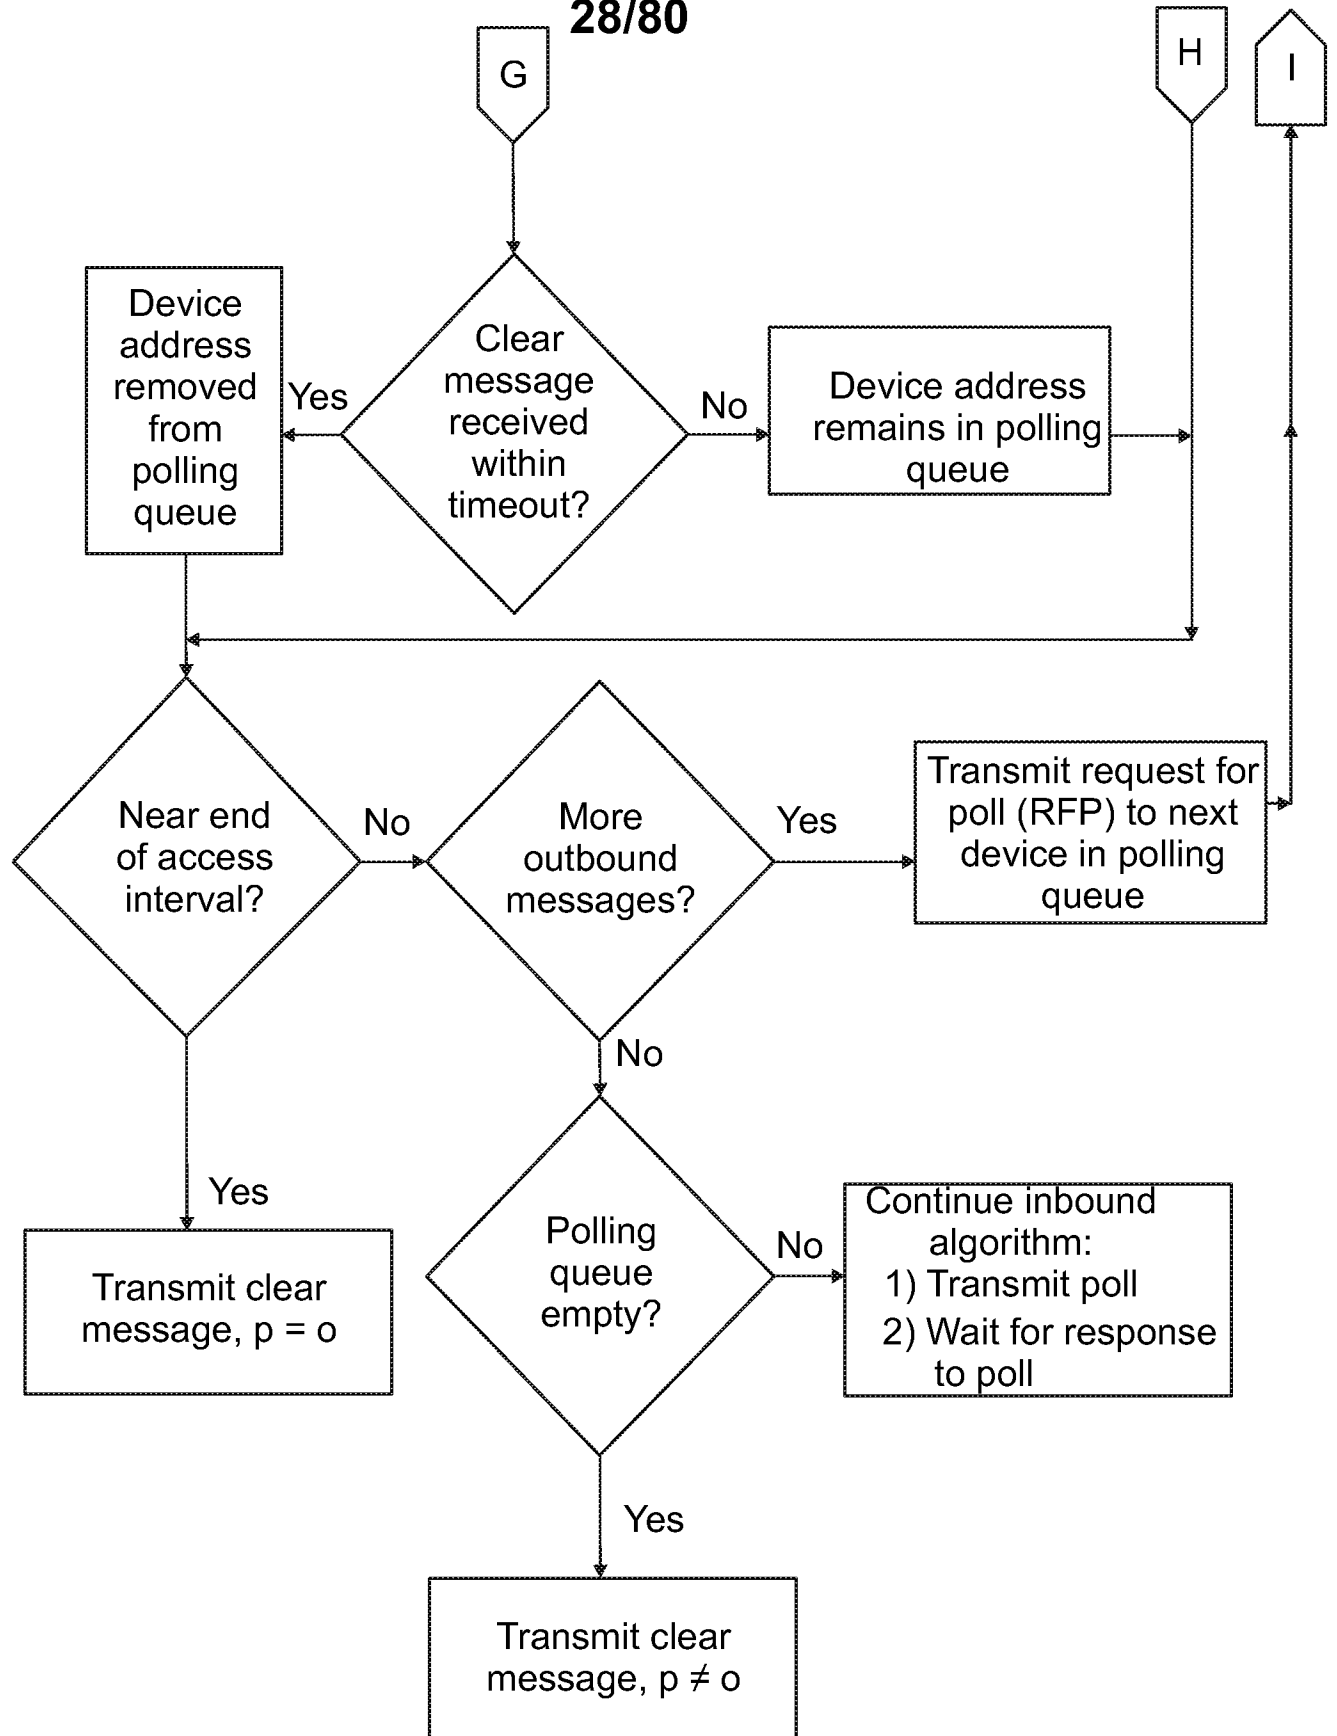 28/80
G
H
I
Device
address
removed
from
polling
queue
Yes
Clear
message
received
within
timeout?
No
Device address
remains in polling
queue
Near end
of access
interval?
No
More
outbound
messages?
Yes
Transmit request for
poll (RFP) to next
device in polling
queue
No
Yes
Transmit clear
message, p = o
Polling
queue
empty?
No
Continue inbound
algorithm:
1) Transmit poll
2) Wait for response
to poll
Yes
Transmit clear
message, p ≠ o